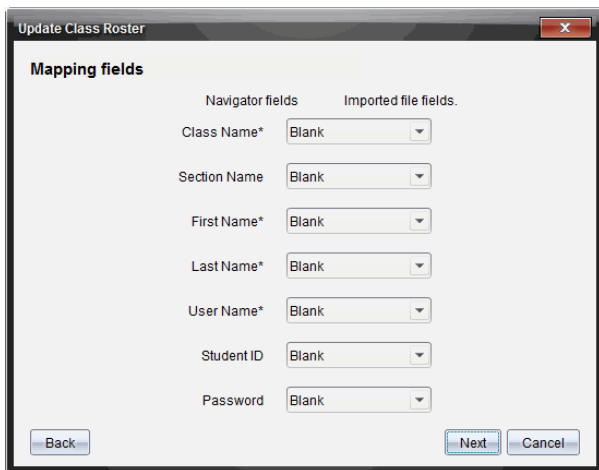 Update Class Roster
Mapping fields
Navigator fields Imported file fields.
Class Name* Blank
Section Name Blank
First Name* Blank
Last Name* Blank
User Name* Blank
Student ID Blank
Password Blank
Back Next Cancel